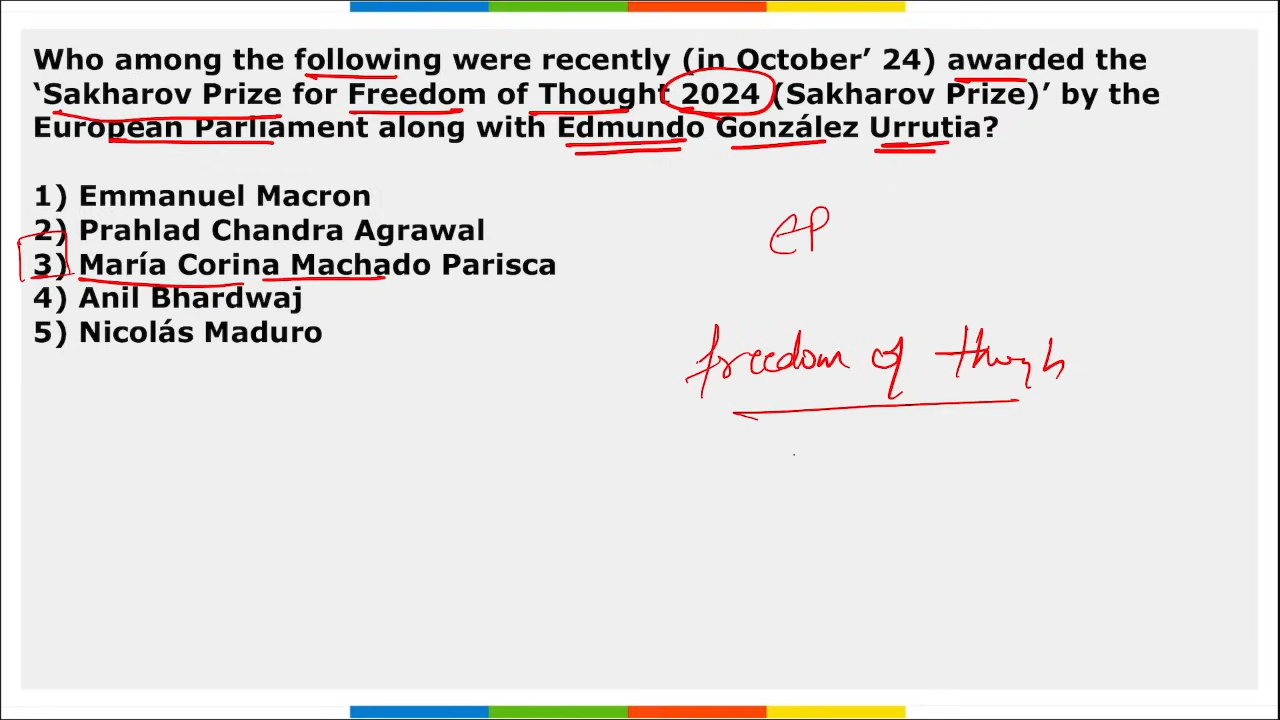 Who among the following were recently (in October’ 24) awarded the
‘Sakharov Prize for Freedom of Thought 2024 (Sakharov Prize)’ by the
European Parliament along with Edmundo González Urrutia?
1) Emmanuel Macron
2) Prahlad Chandra Agrawal
3) María Corina Machado Parisca
4) Anil Bhardwaj
5) Nicolás Maduro
EP
freedom of though